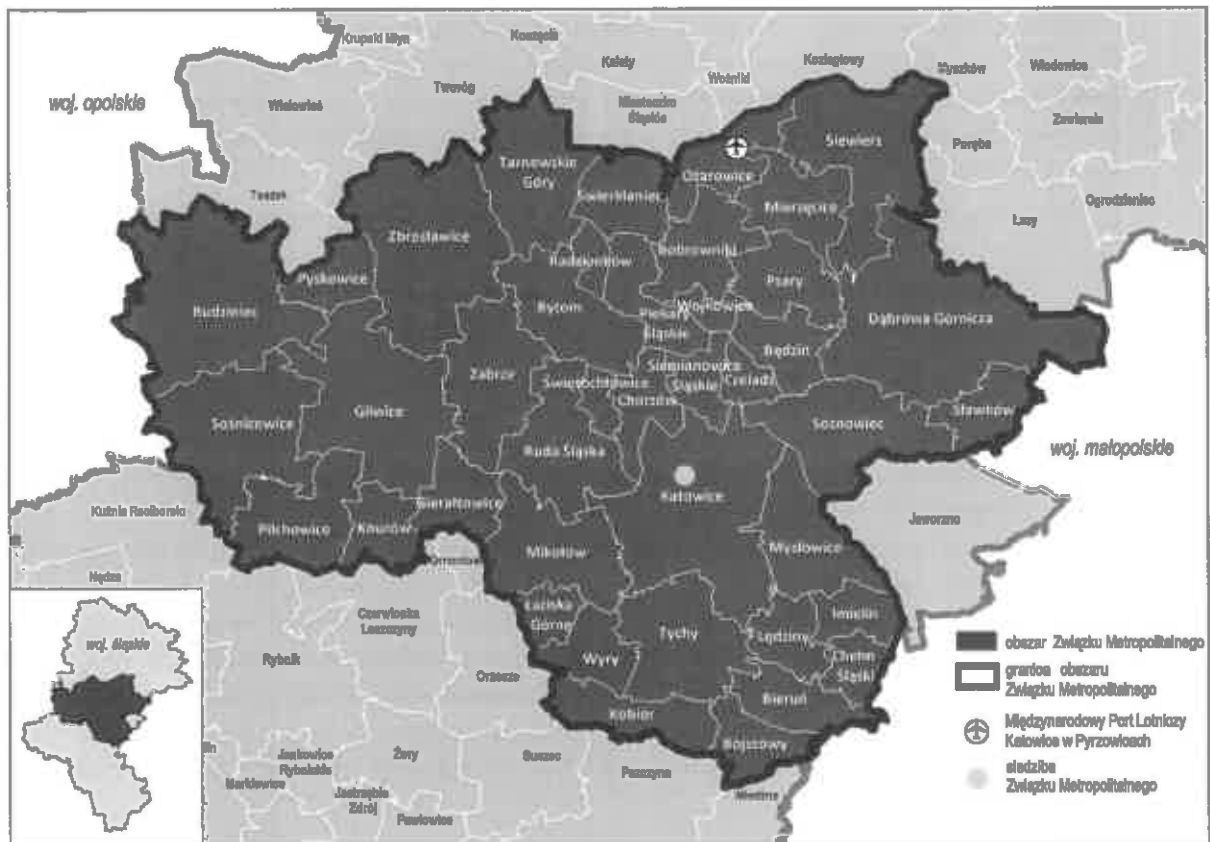 Krupski Młyn
Koszęcin
Kalety
Woźniki
Koziegłowy
Myszków
Włodowice
woj. opolskie
Wielowieś
Tworóg
Miasteczko
Śląskie
Zawiercie
Poręba
Siewierz
Tarnowskie
Góry
Ożarowice
Świerklaniec
Mierzęcice
Toszek
Łazy
Ogrodzieniec
Zbrosławice
Bobrowniki
Radzionków
Pyskowice
Psary
Rudziniec
Bytom
Wojkowice
Piekary
Śląskie
Dąbrowa Górnicza
Będzin
Zabrze
Siemianowice
Śląskie
Czeladź
Świętochłowice
Chorzów
Gliwice
Sławków
Sośnicowice
Sosnowiec
Ruda Śląska
woj. małopolskie
Katowice
Gierałtowice
Kuźnia Raciborska
Jaworzno
Pilchowice
Knurów
Mikołów
Mysłowice
Nędza
Czerwionka
Leszczyny
Łaziska
Górne
Imielin
Tychy
Lędziny
woj. śląskie
Rybnik
Wyry
Chełm
Śląski
Orzesze
Bieruń
Kobiór
Bojszowy
Jankowice
Rybnickie
Żory
Suszec
Pszczyna
Jastrzębie
Zdrój
Pawłowice
obszar Związku Metropolitalnego
granica obszaru
Związku Metropolitalnego
Międzynarodowy Port Lotniczy
Katowice w Pyrzowicach
siedziba
Związku Metropolitalnego